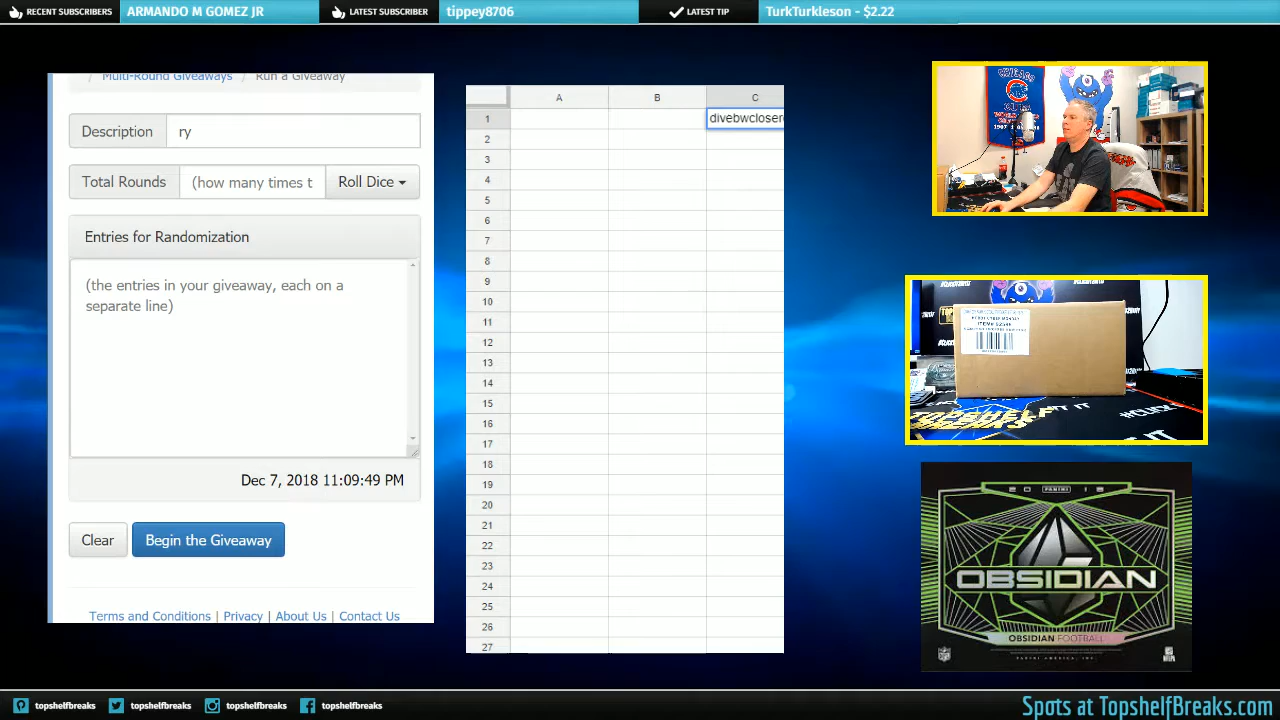 RECENT SUBSCRIBERS ARMANDO M GOMEZ JR LATEST SUBSCRIBER tippey8706 LATEST TIP TurkTurkleson - $2.22
/ Multi-Round Giveaways / Run a Giveaway
Description ry
Total Rounds (how many times t Roll Dice
Entries for Randomization
(the entries in your giveaway, each on a
separate line)
Dec 7, 2018 11:09:49 PM
Clear Begin the Giveaway
Terms and Conditions | Privacy | About Us | Contact Us
A B C
1 divebwcloser
2
3
4
5
6
7
8
9
10
11
12
13
14
15
16
17
18
19
20
21
22
23
24
25
26
27
CHICAGO
TOPSHELF
OBSIDIAN
OBSIDIAN FOOTBALL
PANINI AMERICA, INC.
topshelfbreaks topshelfbreaks topshelfbreaks topshelfbreaks
Spots at TopshelfBreaks.com